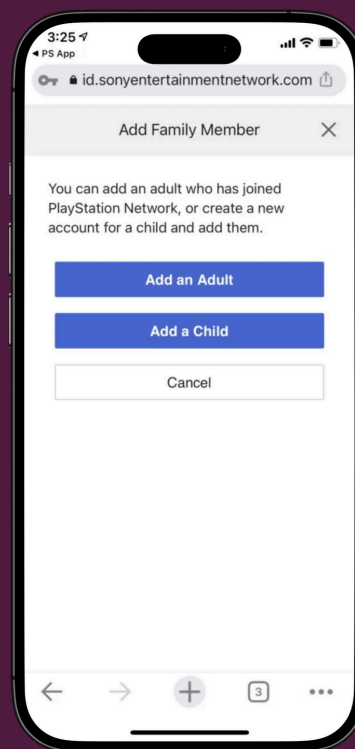 3:25
PS App
id.sonyentertainmentnetwork.com
Add Family Member
You can add an adult who has joined
PlayStation Network, or create a new
account for a child and add them.
Add an Adult
Add a Child
Cancel
3